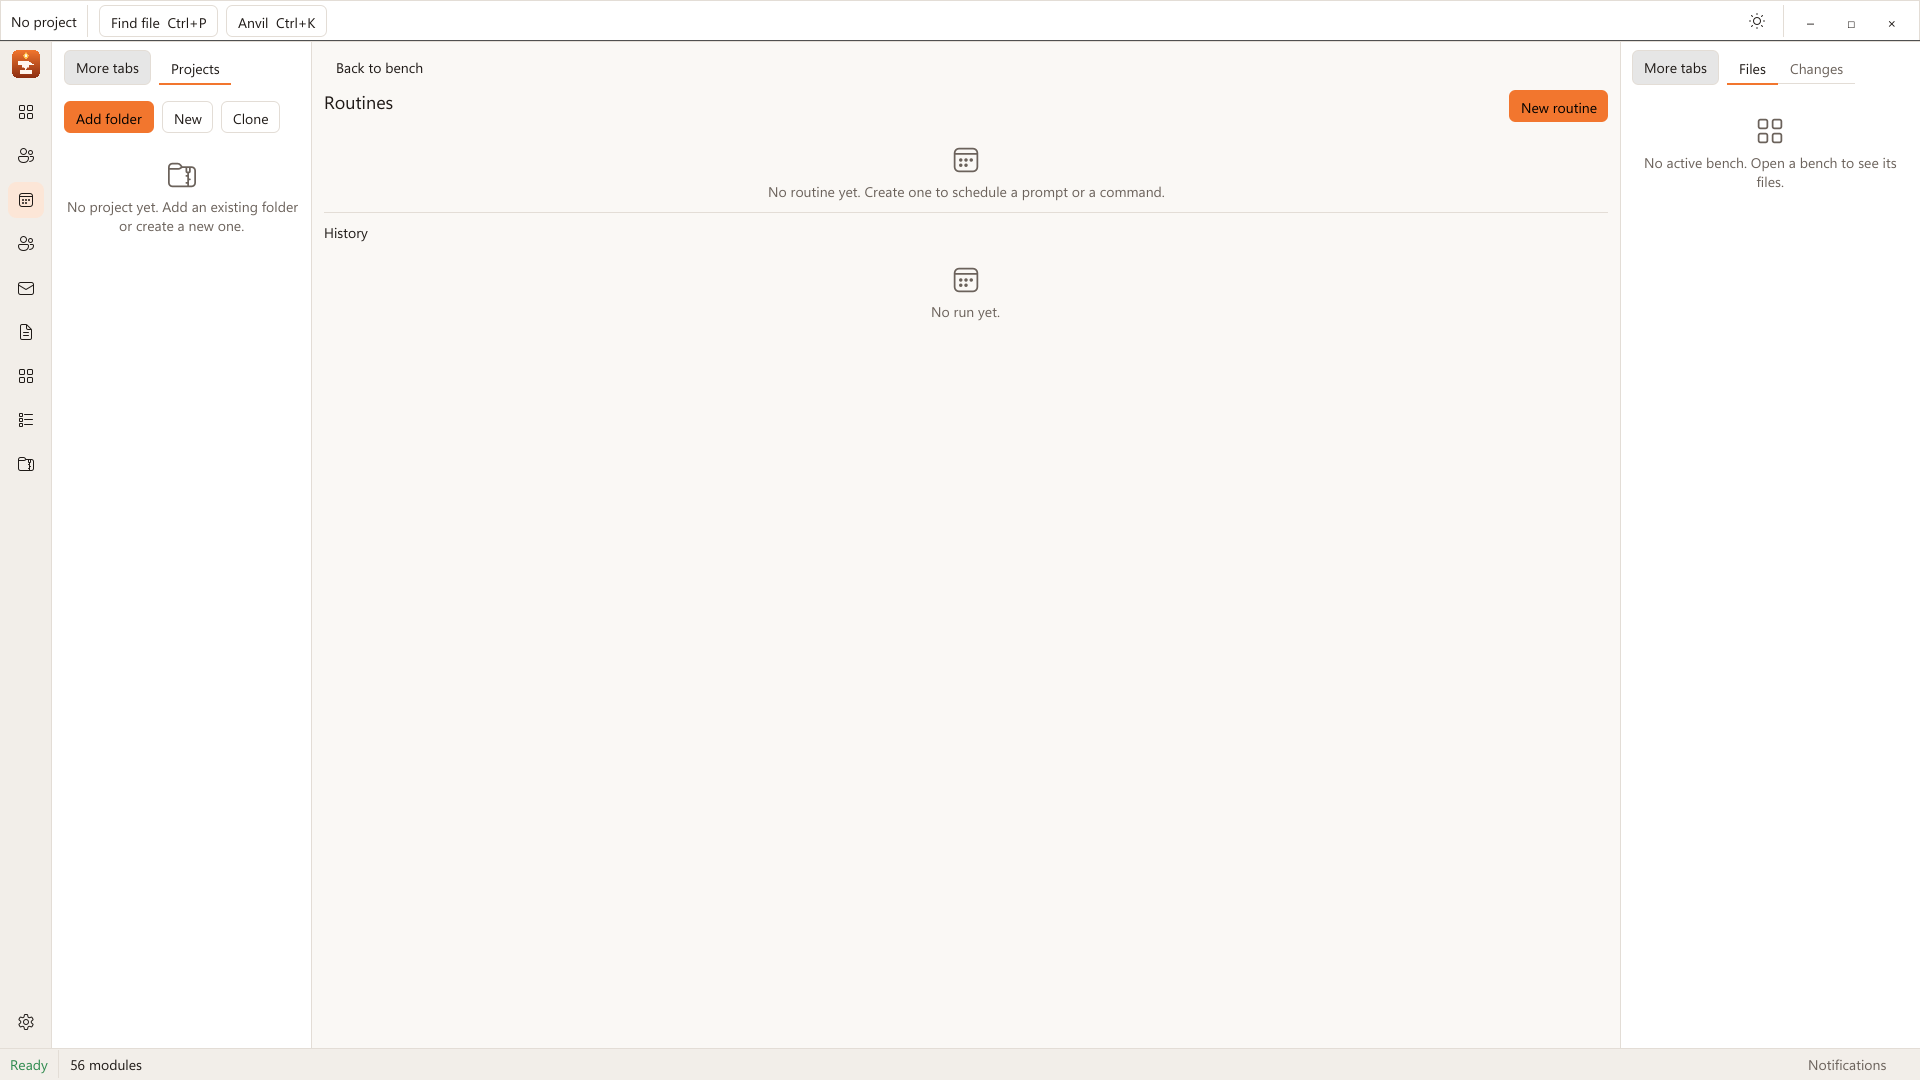 No project
Find file Ctrl+P
Anvil Ctrl+K
More tabs
Projects
Add folder
New
Clone
No project yet. Add an existing folder
or create a new one.
Back to bench
Routines
New routine
No routine yet. Create one to schedule a prompt or a command.
History
No run yet.
More tabs
Files
Changes
No active bench. Open a bench to see its
files.
Ready
56 modules
Notifications